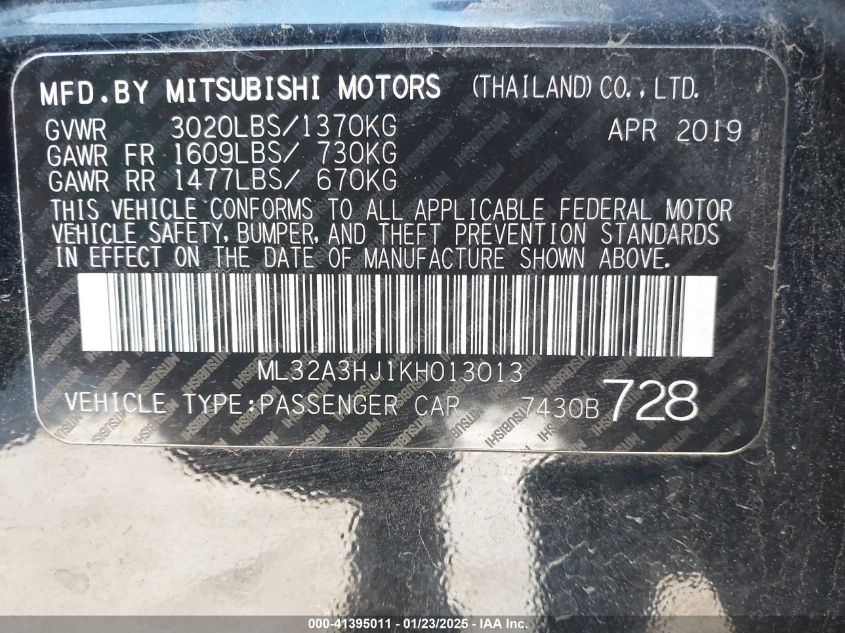 MFD.BY MITSUBISHI MOTORS (THAILAND) CO., LTD.
GVWR 3020LBS/1370KG APR 2019
GAWR FR 1609LBS/ 730KG
GAWR RR 1477LBS/ 670KG
THIS VEHICLE CONFORMS TO ALL APPLICABLE FEDERAL MOTOR
VEHICLE SAFETY, BUMPER, AND THEFT PREVENTION STANDARDS
IN EFFECT ON THE DATE OF MANUFACTURE SHOWN ABOVE.
ML32A3HJ1KH013013
VEHICLE TYPE:PASSENGER CAR 7430B 728
000-41395011 - 01/23/2025 - IAA Inc.